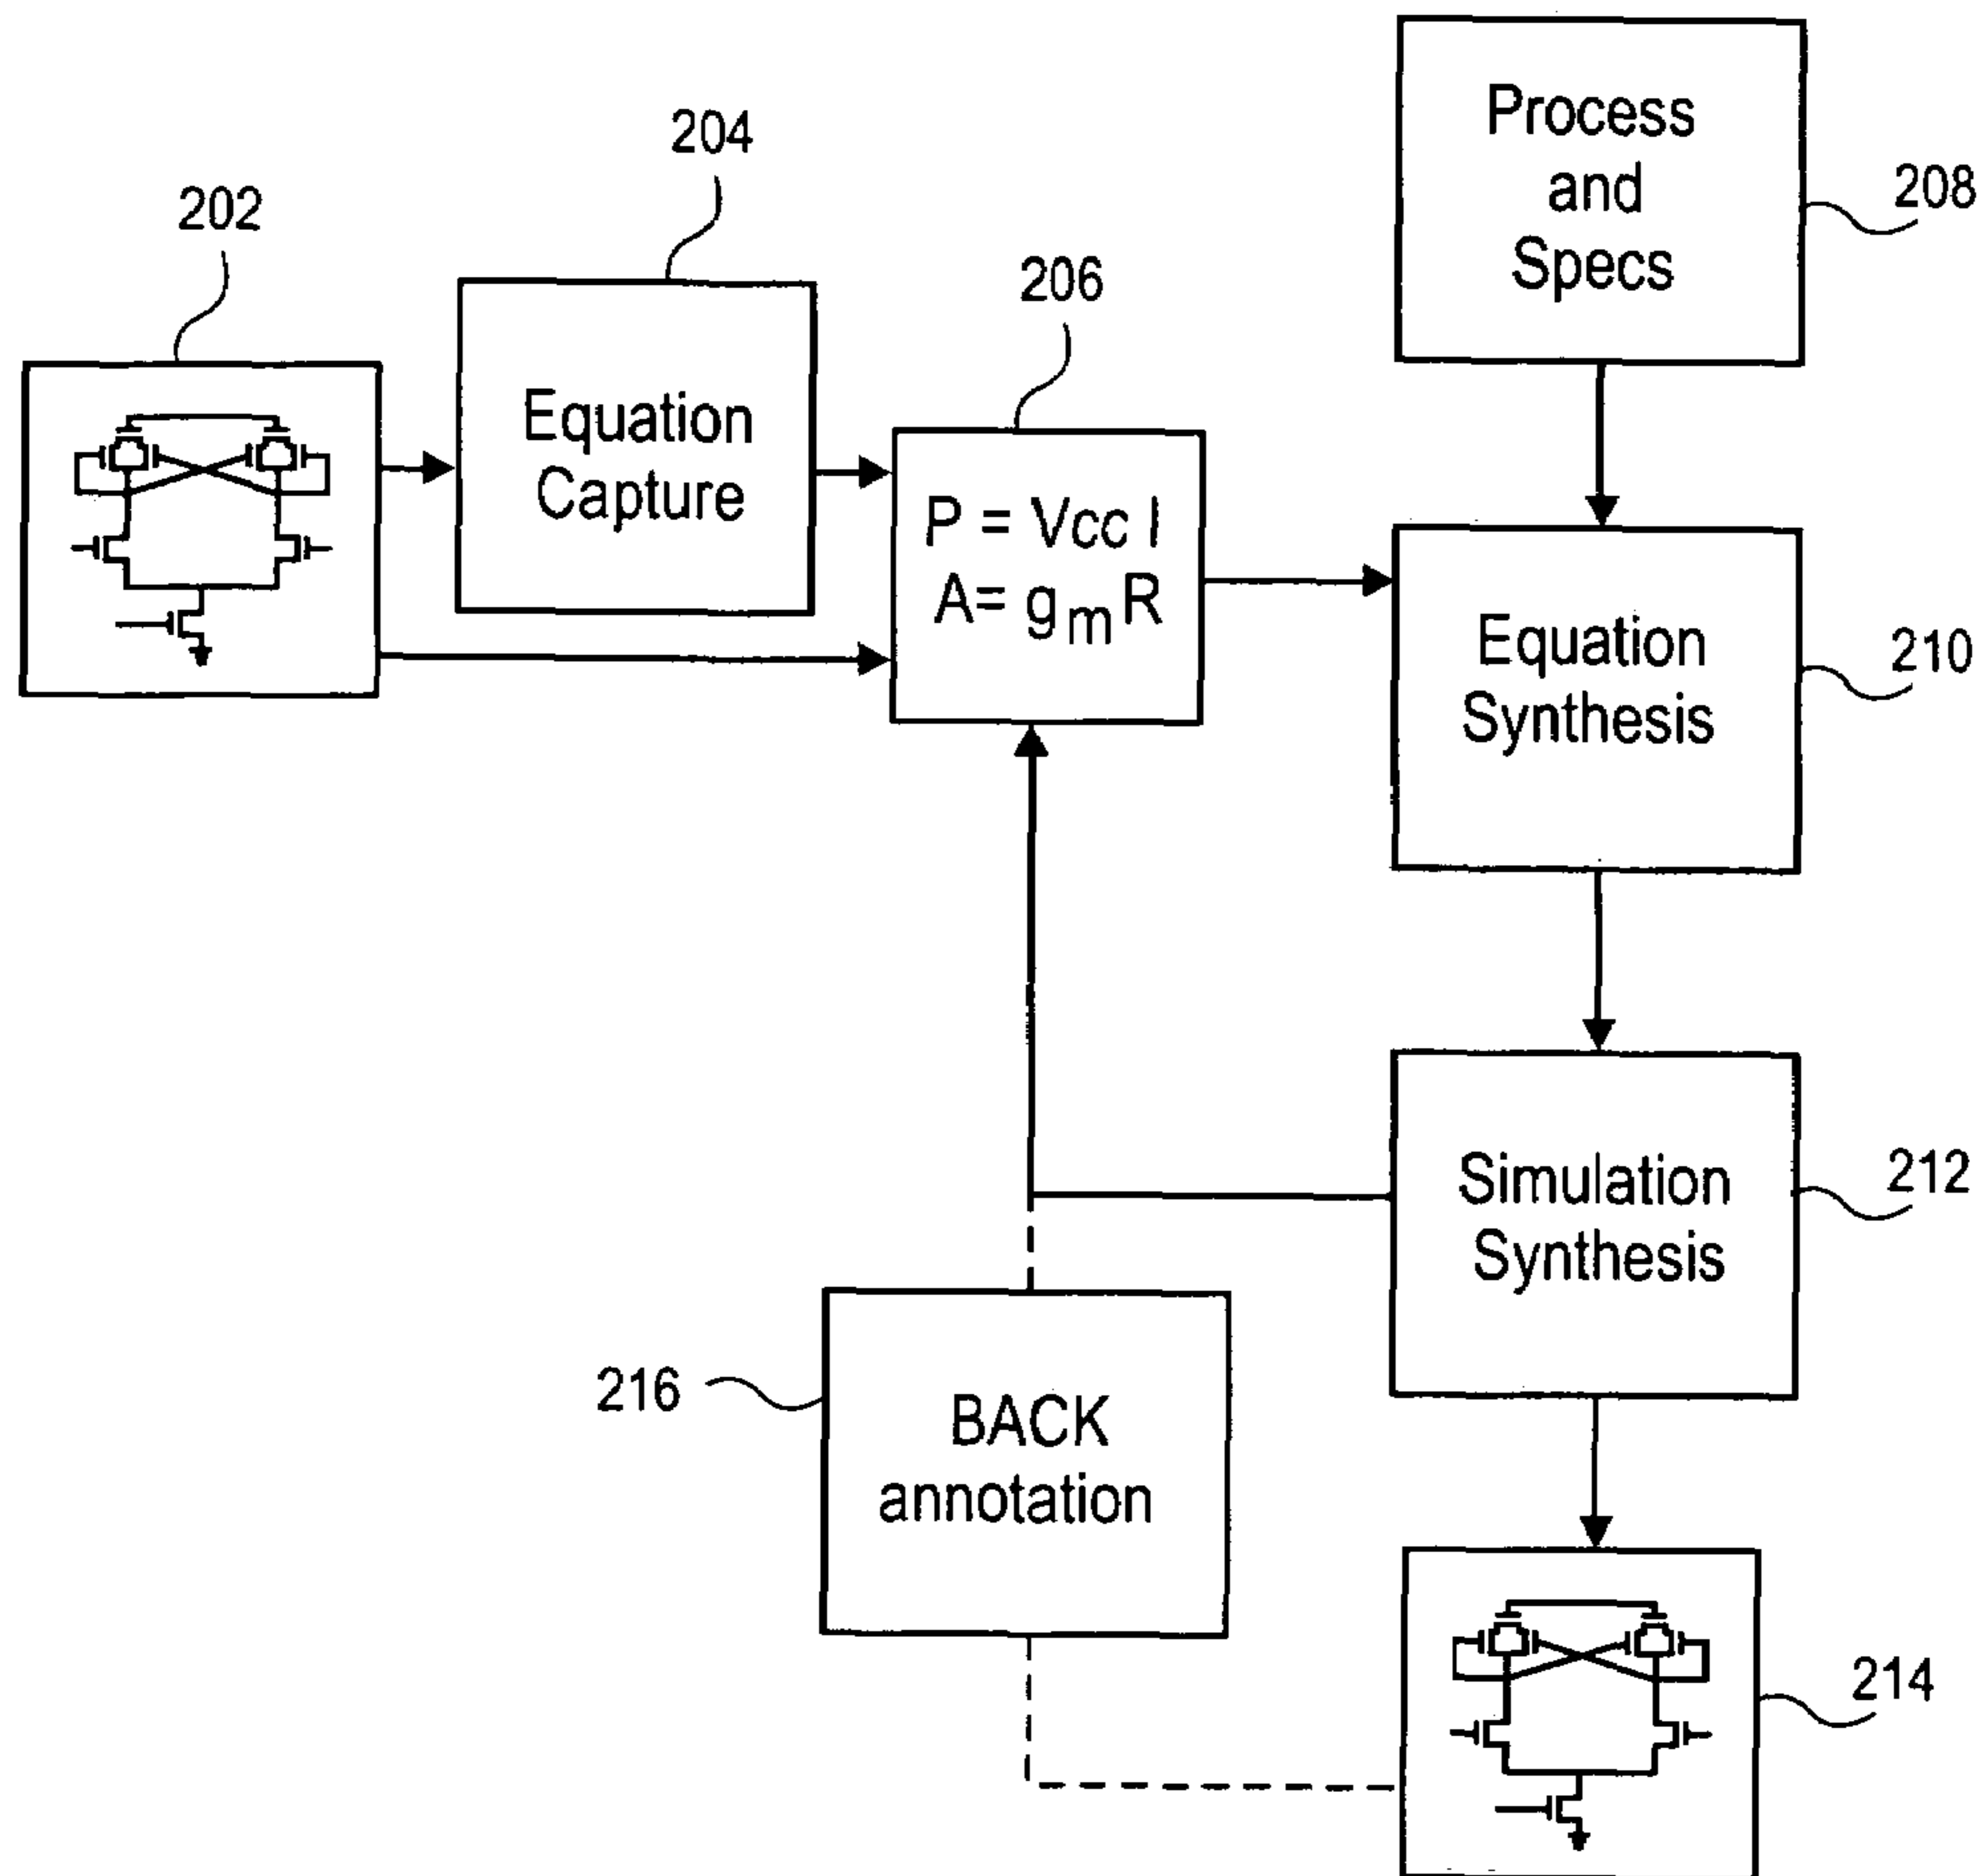 202
204
Equation
Capture
206
P = Vcc I
A= gmR
Process
and
Specs
208
Equation
Synthesis
210
Simulation
Synthesis
212
BACK
annotation
216
214